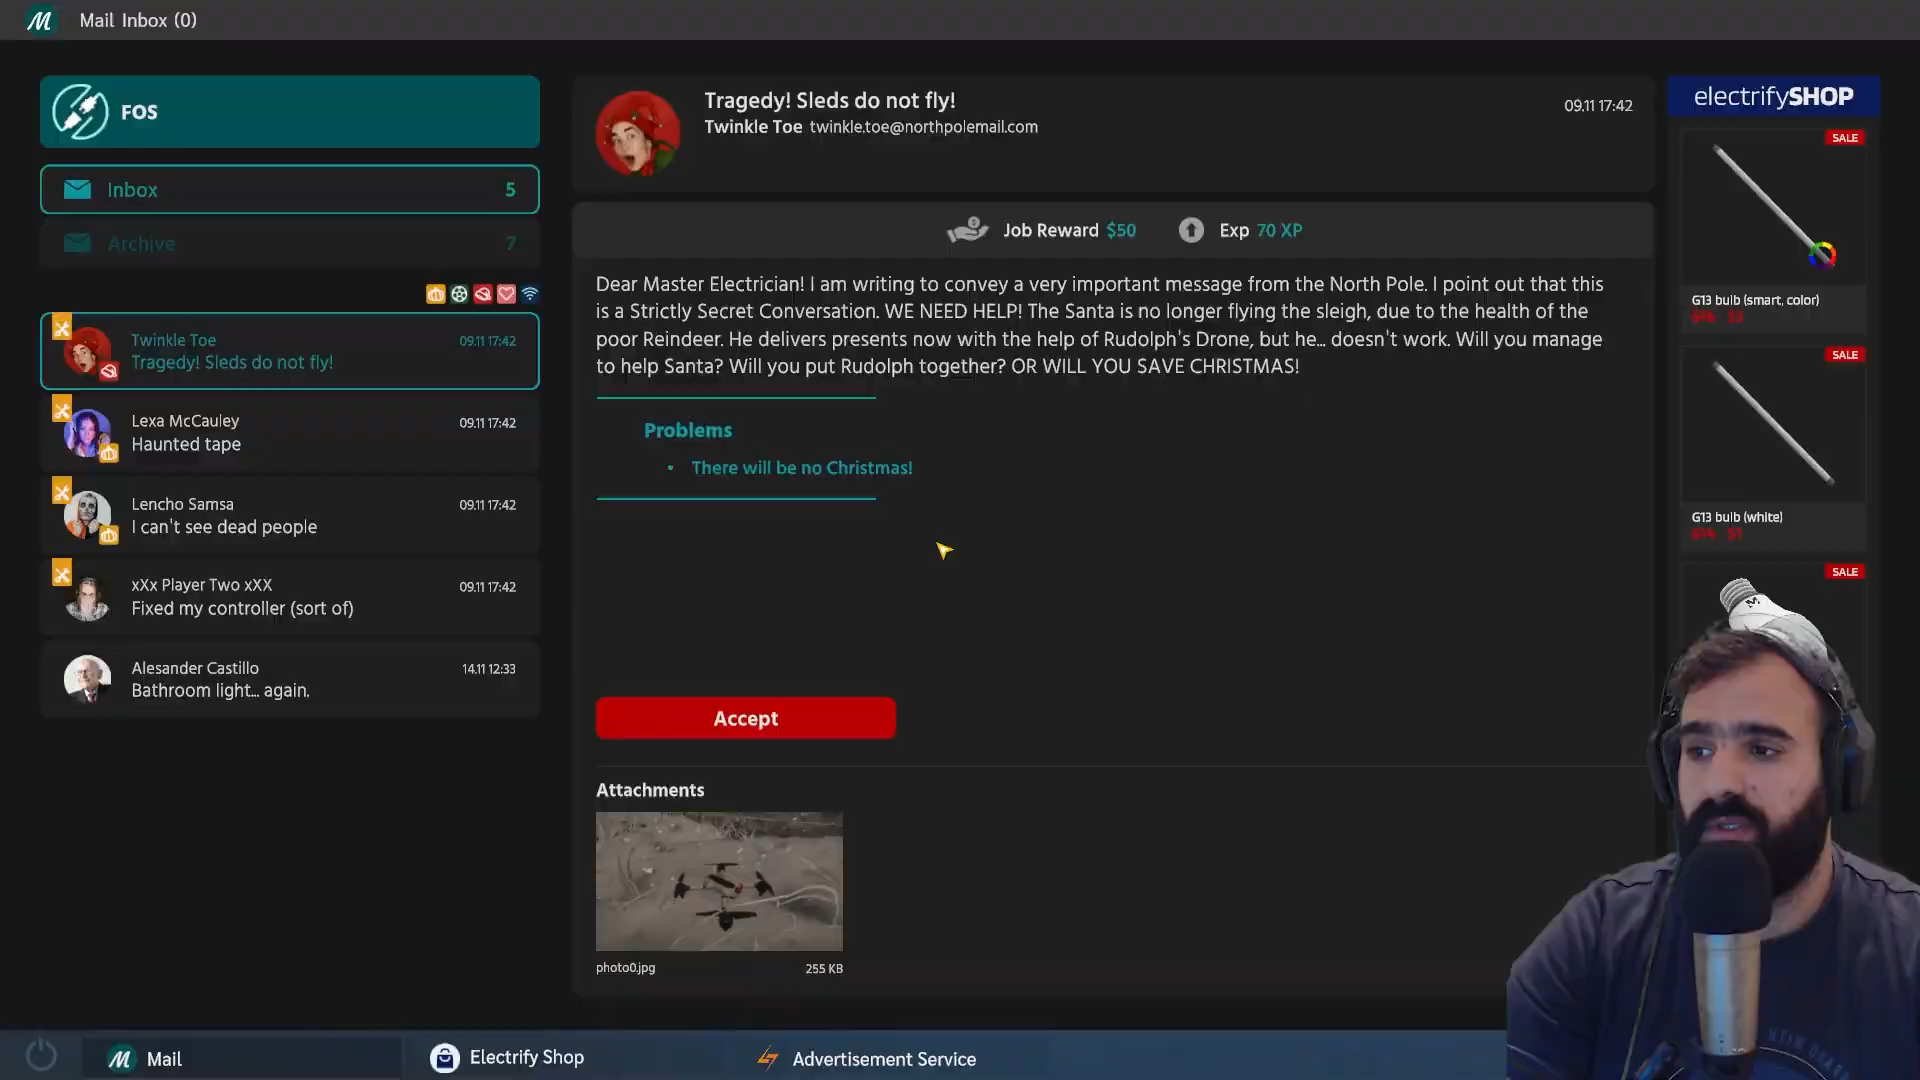 Mail Inbox (0)
FOS
Inbox 5
Archive 7
Twinkle Toe 09.11 17:42
Tragedy! Sleds do not fly!
Lexa McCauley 09.11 17:42
Haunted tape
Lencho Samsa 09.11 17:42
I can't see dead people
xXx Player Two xXX 09.11 17:42
Fixed my controller (sort of)
Alesander Castillo 14.11 12:33
Bathroom light... again.
Tragedy! Sleds do not fly! 09.11 17:42
Twinkle Toe twinkle.toe@northpolemail.com
Job Reward $50 Exp 70 XP
Dear Master Electrician! I am writing to convey a very important message from the North Pole. I point out that this
is a Strictly Secret Conversation. WE NEED HELP! The Santa is no longer flying the sleigh, due to the health of the
poor Reindeer. He delivers presents now with the help of Rudolph's Drone, but he... doesn't work. Will you manage
to help Santa? Will you put Rudolph together? OR WILL YOU SAVE CHRISTMAS!
Problems
• There will be no Christmas!
Accept
Attachments
photo0.jpg 255 KB
electrifySHOP
SALE
G13 bulb (smart, color)
SALE
G13 bulb (white)
SALE
Mail
Electrify Shop
Advertisement Service